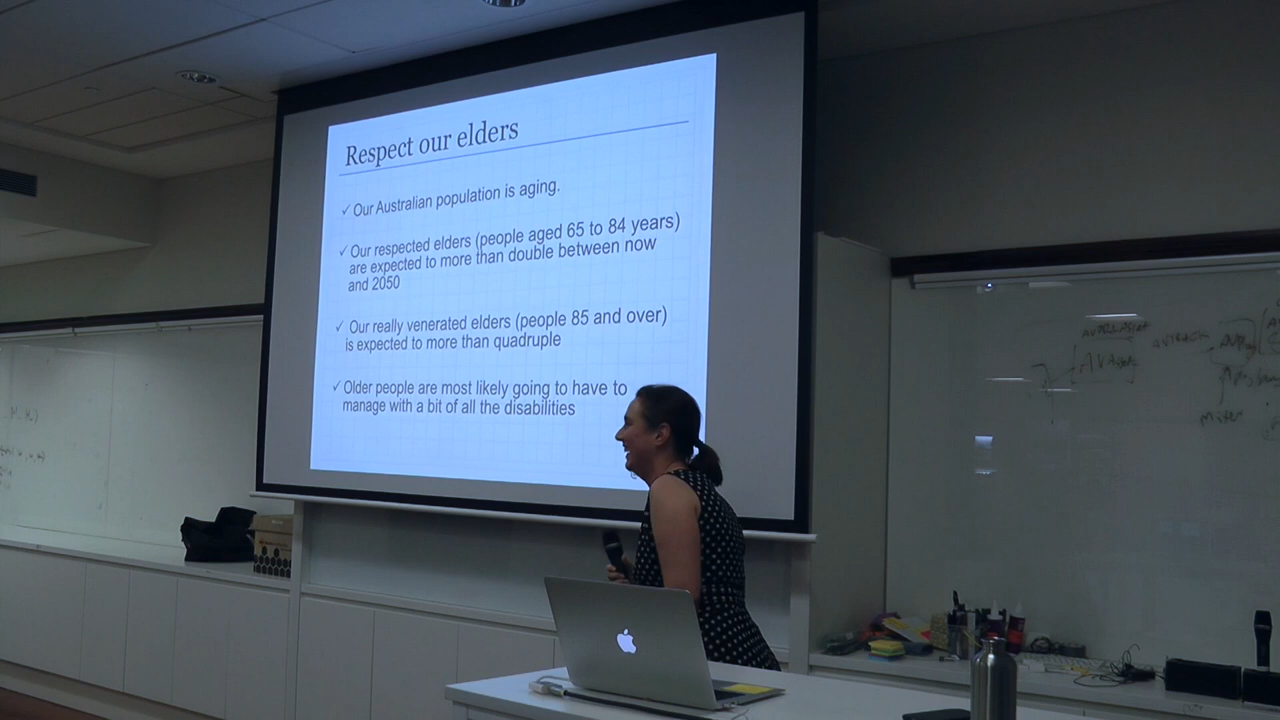 Respect our elders
✓ Our Australian population is aging.
✓ Our respected elders (people aged 65 to 84 years)
are expected to more than double between now
and 2050
✓ Our really venerated elders (people 85 and over)
is expected to more than quadruple
✓ Older people are most likely going to have to
manage with a bit of all the disabilities